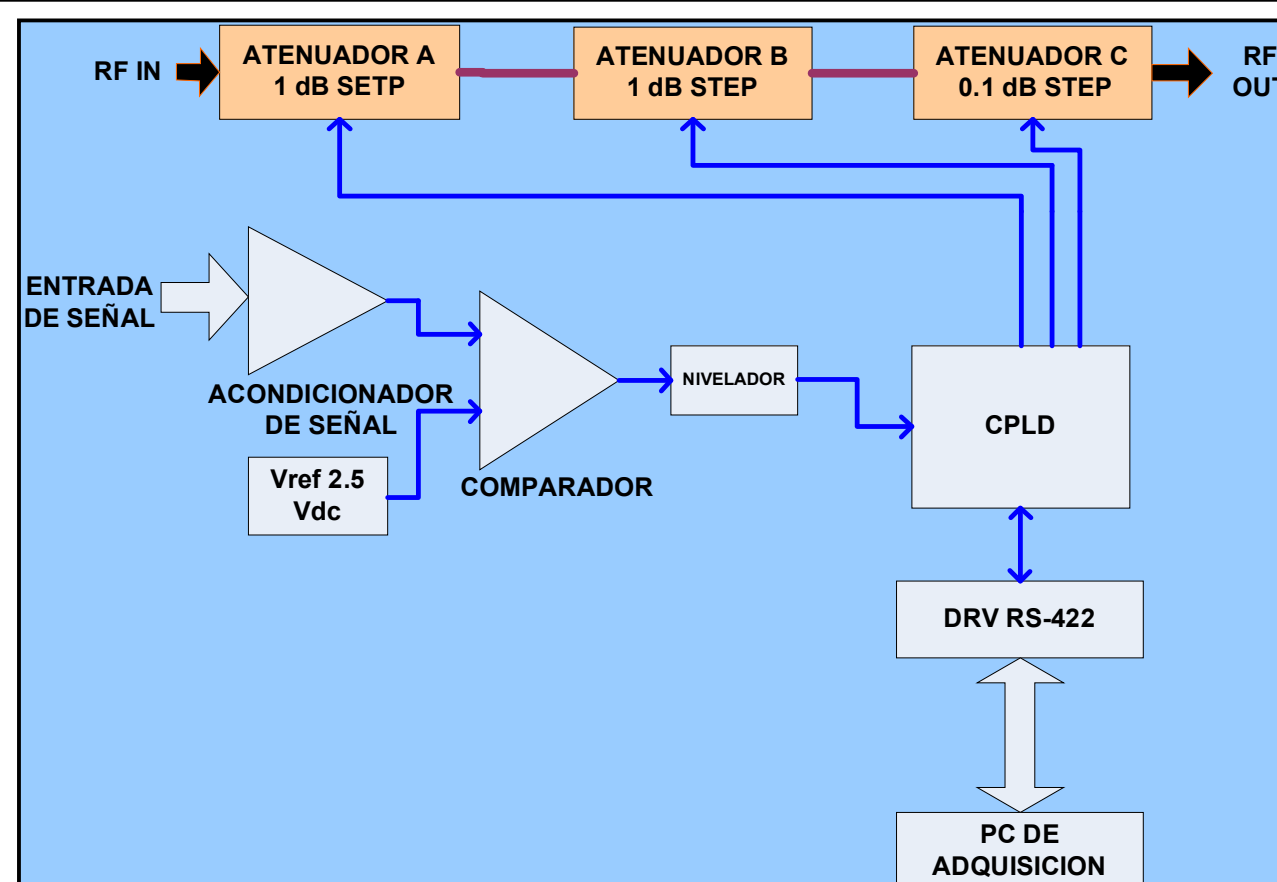 RF IN
ATENUADOR A
1 dB SETP
ATENUADOR B
1 dB STEP
ATENUADOR C
0.1 dB STEP
RF
OUT
ENTRADA
DE SEÑAL
ACONDICIONADOR
DE SEÑAL
Vref 2.5
Vdc
COMPARADOR
NIVELADOR
CPLD
DRV RS-422
PC DE
ADQUISICION